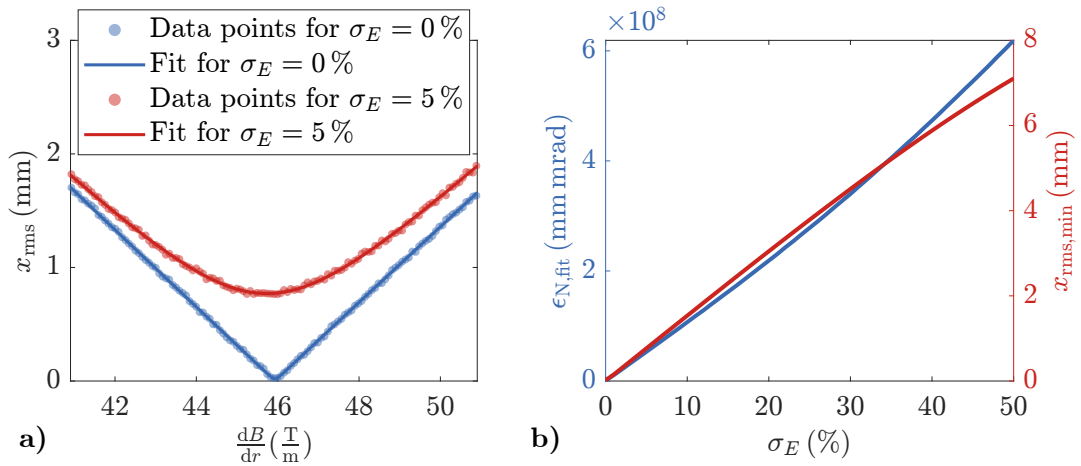 Data points for σ_E = 0 %
Fit for σ_E = 0 %
Data points for σ_E = 5 %
Fit for σ_E = 5 %
3
2
1
0
x_rms (mm)
42 44 46 48 50
dB/dr (T/m)
a)
×10⁸
6
4
2
0
ϵ_N,fit (mm mrad)
8
6
4
2
0
x_rms,min (mm)
0 10 20 30 40 50
σ_E (%)
b)